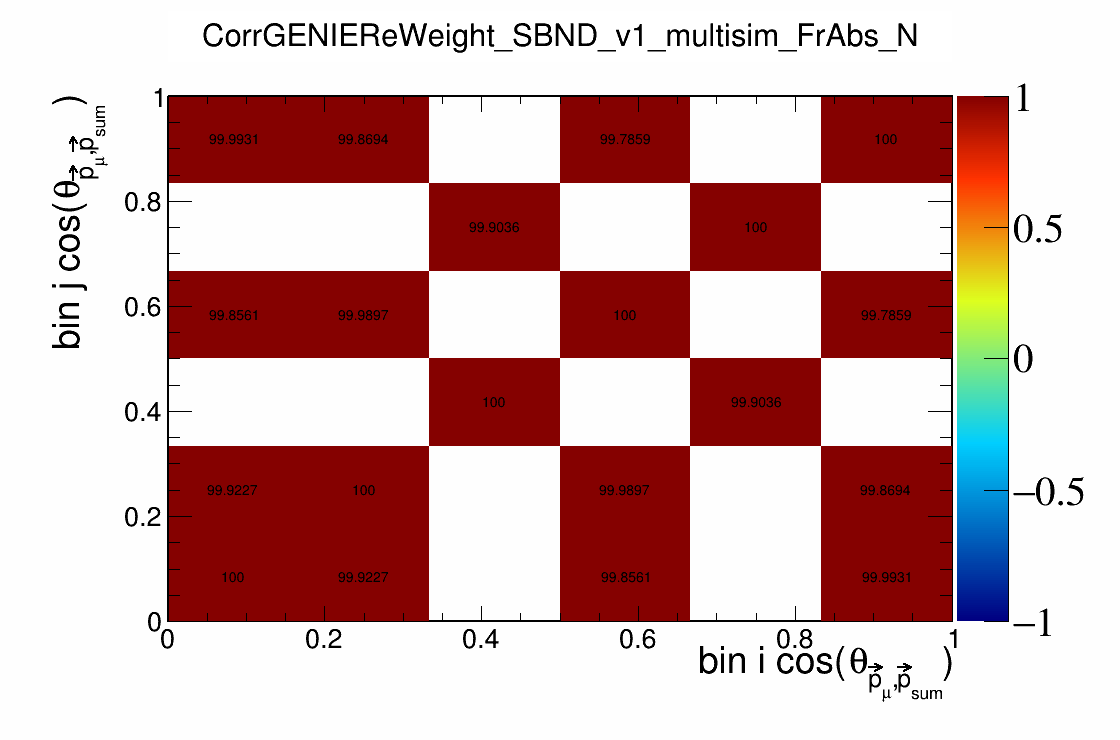 CorrGENIEReWeight_SBND_v1_multisim_FrAbs_N
bin j cos(θp⃗μ,p⃗sum)
1
0.8
0.6
0.4
0.2
0
99.9931 99.8694 99.7859 100
99.9036 100
99.8561 99.9897 100 99.7859
100 99.9036
99.9227 100 99.9897 99.8694
100 99.9227 99.8561 99.9931
0 0.2 0.4 0.6 0.8 1
bin i cos(θp⃗μ,p⃗sum)
1
0.5
0
−0.5
−1